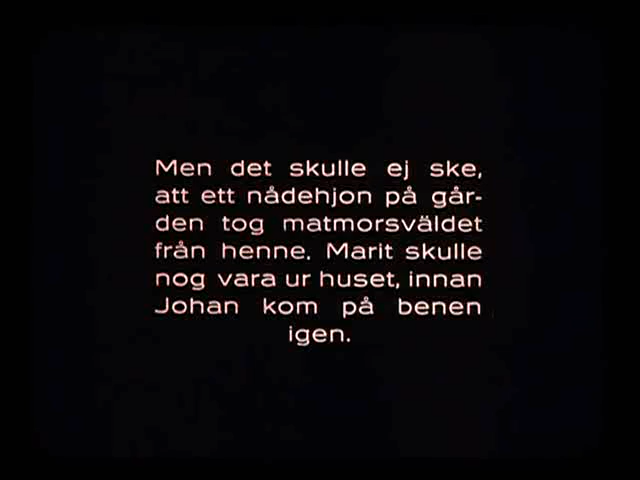 Men det skulle ej ske,
att ett nådehjon på går-
den tog matmorsväldet
från henne. Marit skulle
nog vara ur huset, innan
Johan kom på benen
igen.